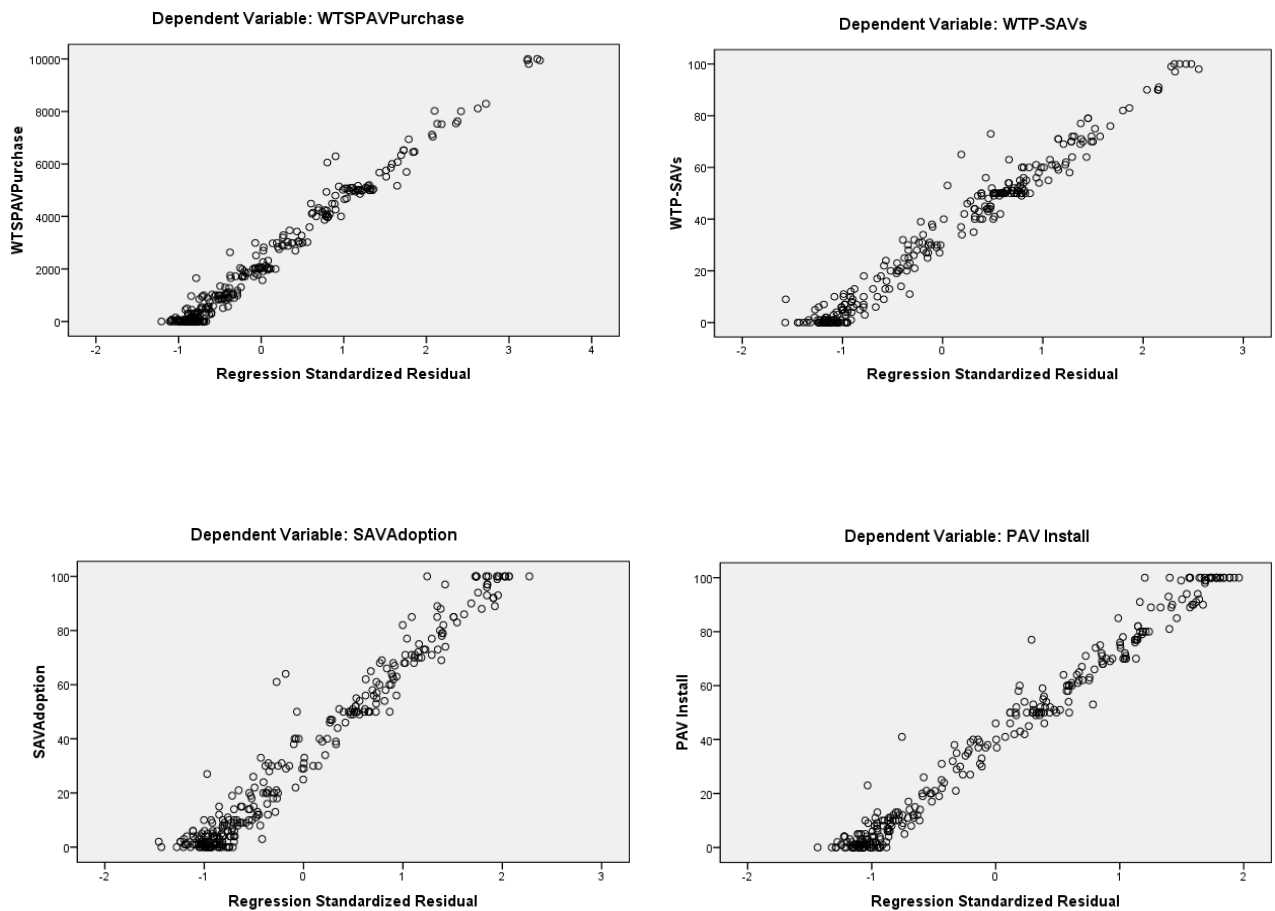 Dependent Variable: WTSPAVPurchase
10000
8000
6000
4000
2000
0
WTSPAVPurchase
-2 -1 0 1 2 3 4
Regression Standardized Residual
Dependent Variable: WTP-SAVs
100
80
60
40
20
0
WTP-SAVs
-2 -1 0 1 2 3
Regression Standardized Residual
Dependent Variable: SAVAdoption
100
80
60
40
20
0
SAVAdoption
-2 -1 0 1 2 3
Regression Standardized Residual
Dependent Variable: PAV Install
100
80
60
40
20
0
PAV Install
-2 -1 0 1 2
Regression Standardized Residual